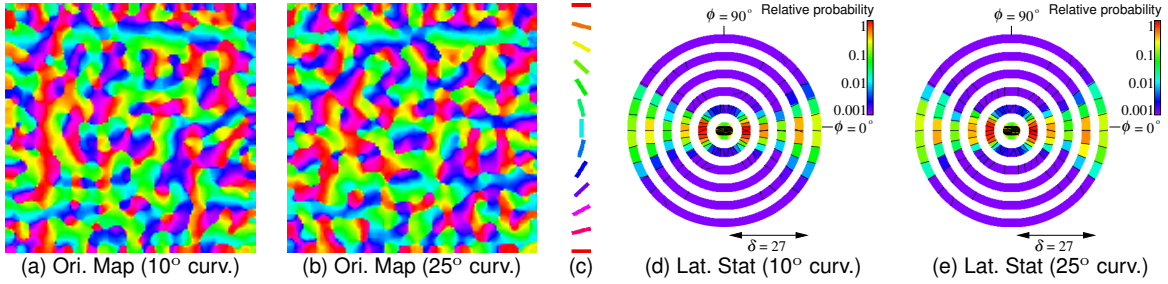 φ = 90° Relative probability
1
0.1
0.01
0.001
φ = 0°
δ = 27
φ = 90° Relative probability
1
0.1
0.01
0.001
φ = 0°
δ = 27
(a) Ori. Map (10° curv.) (b) Ori. Map (25° curv.) (c) (d) Lat. Stat (10° curv.) (e) Lat. Stat (25° curv.)